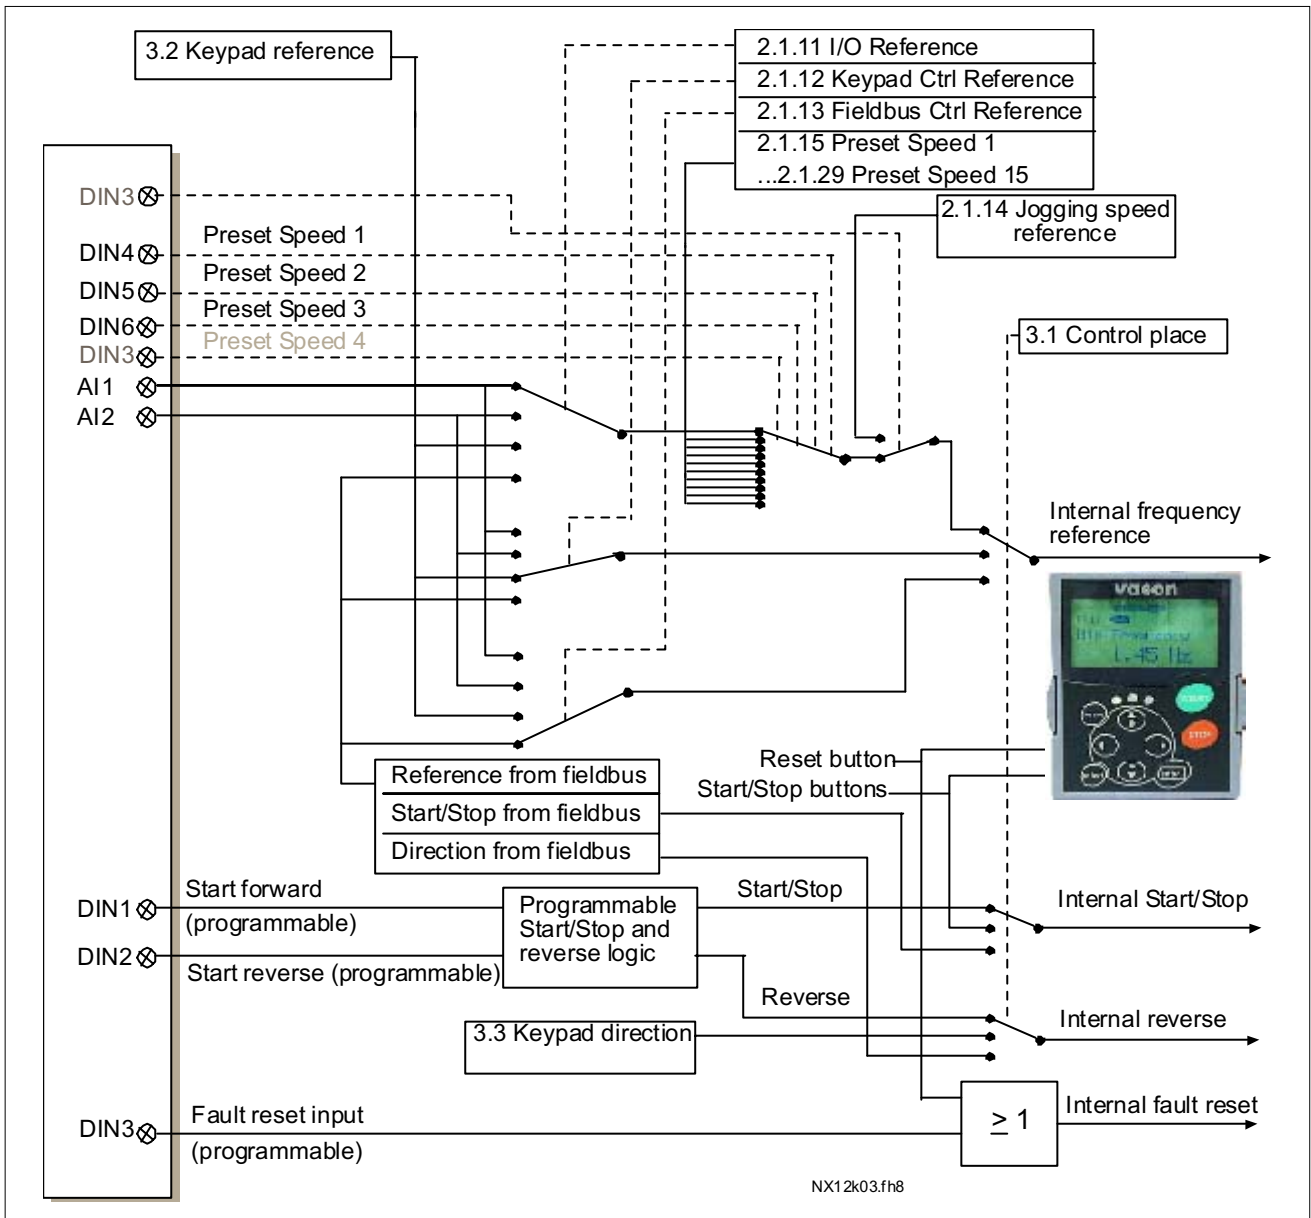 3.2 Keypad reference
2.1.11 I/O Reference
2.1.12 Keypad Ctrl Reference
2.1.13 Fieldbus Ctrl Reference
2.1.15 Preset Speed 1
...2.1.29 Preset Speed 15
2.1.14 Jogging speed
reference
DIN3
DIN4
Preset Speed 1
DIN5
Preset Speed 2
DIN6
Preset Speed 3
DIN3
Preset Speed 4
AI1
AI2
3.1 Control place
Internal frequency
reference
vacon
1.45 Hz
STOP
Reset button
Start/Stop buttons
Reference from fieldbus
Start/Stop from fieldbus
Direction from fieldbus
DIN1
Start forward
(programmable)
DIN2
Start reverse (programmable)
Programmable
Start/Stop and
reverse logic
Start/Stop
Internal Start/Stop
Reverse
Internal reverse
3.3 Keypad direction
DIN3
Fault reset input
(programmable)
≥ 1
Internal fault reset
NX12k03.fh8